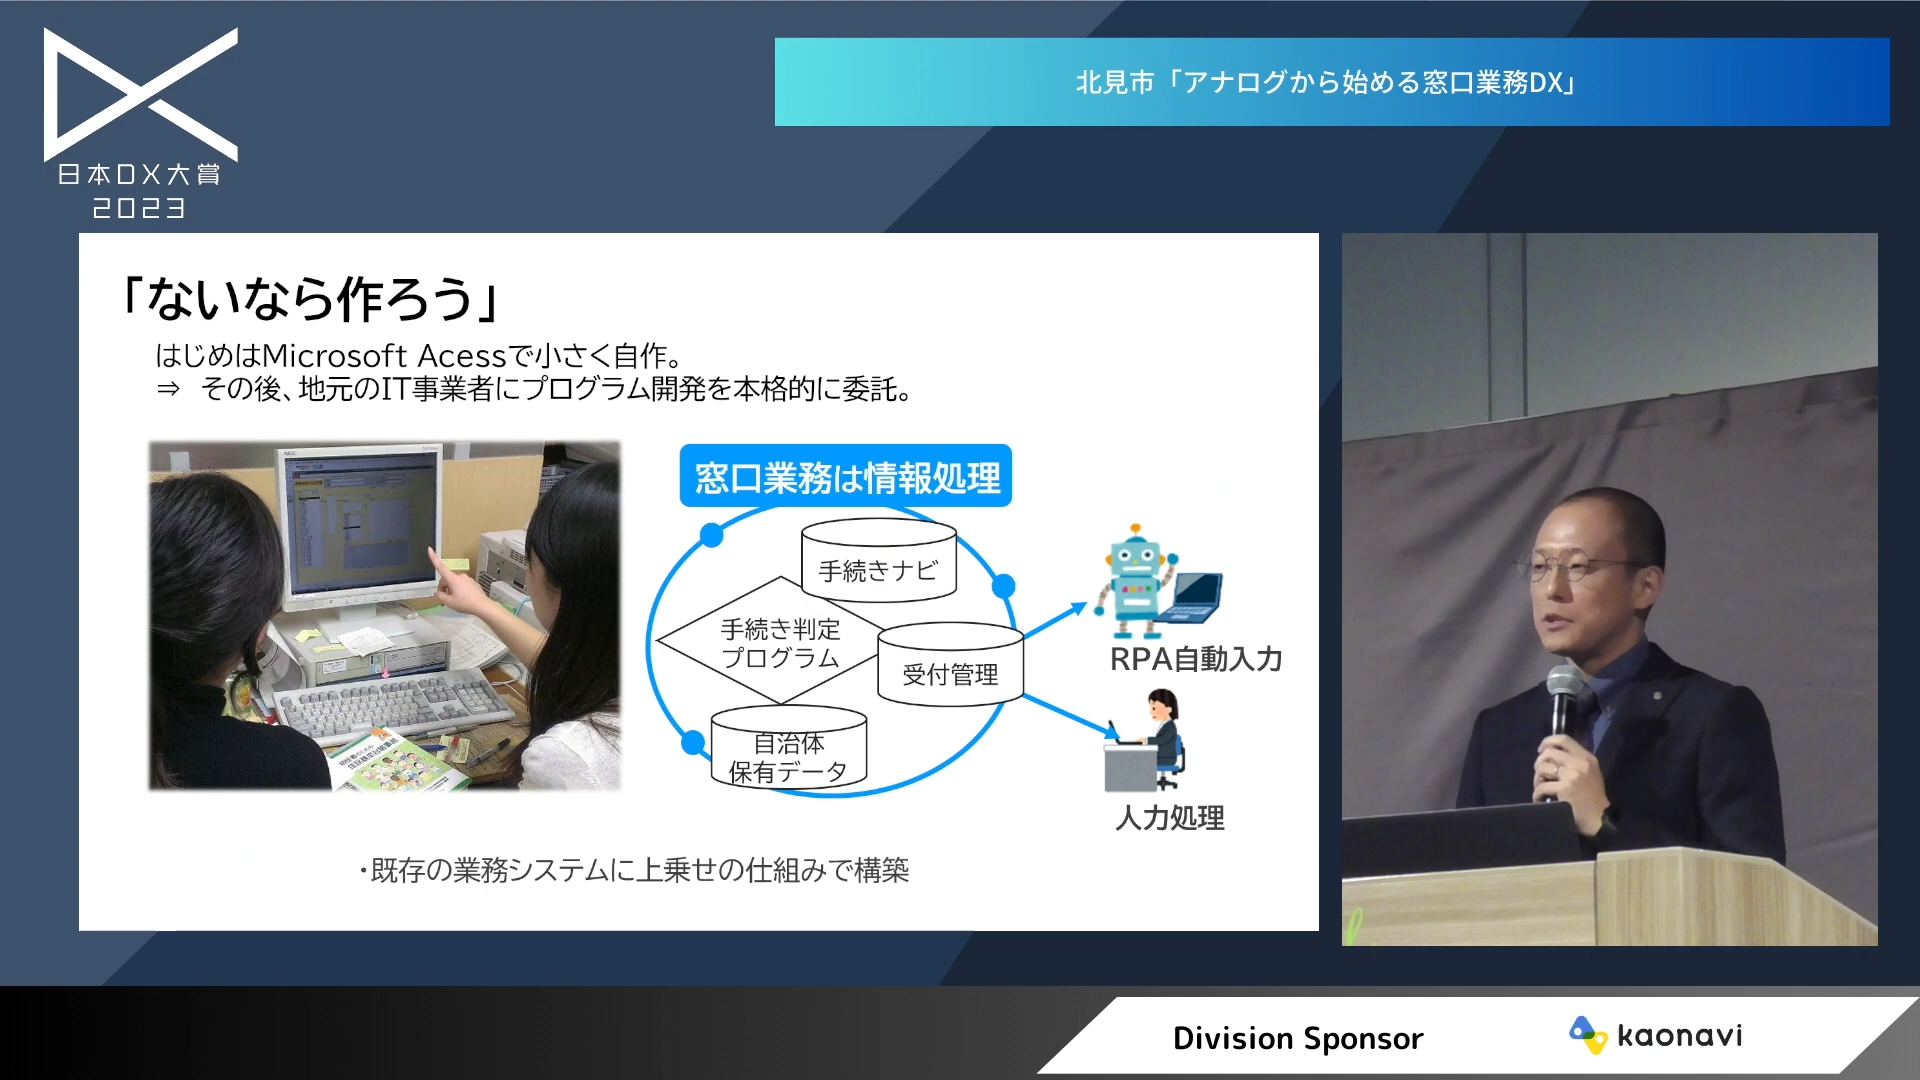 日本DX大賞
2023
北見市「アナログから始める窓口業務DX」
「ないなら作ろう」
はじめはMicrosoft Acessで小さく自作。
⇒ その後、地元のIT事業者にプログラム開発を本格的に委託。
窓口業務は情報処理
手続きナビ
手続き判定
プログラム
受付管理
自治体
保有データ
RPA自動入力
人力処理
・既存の業務システムに上乗せの仕組みで構築
Division Sponsor
kaonavi